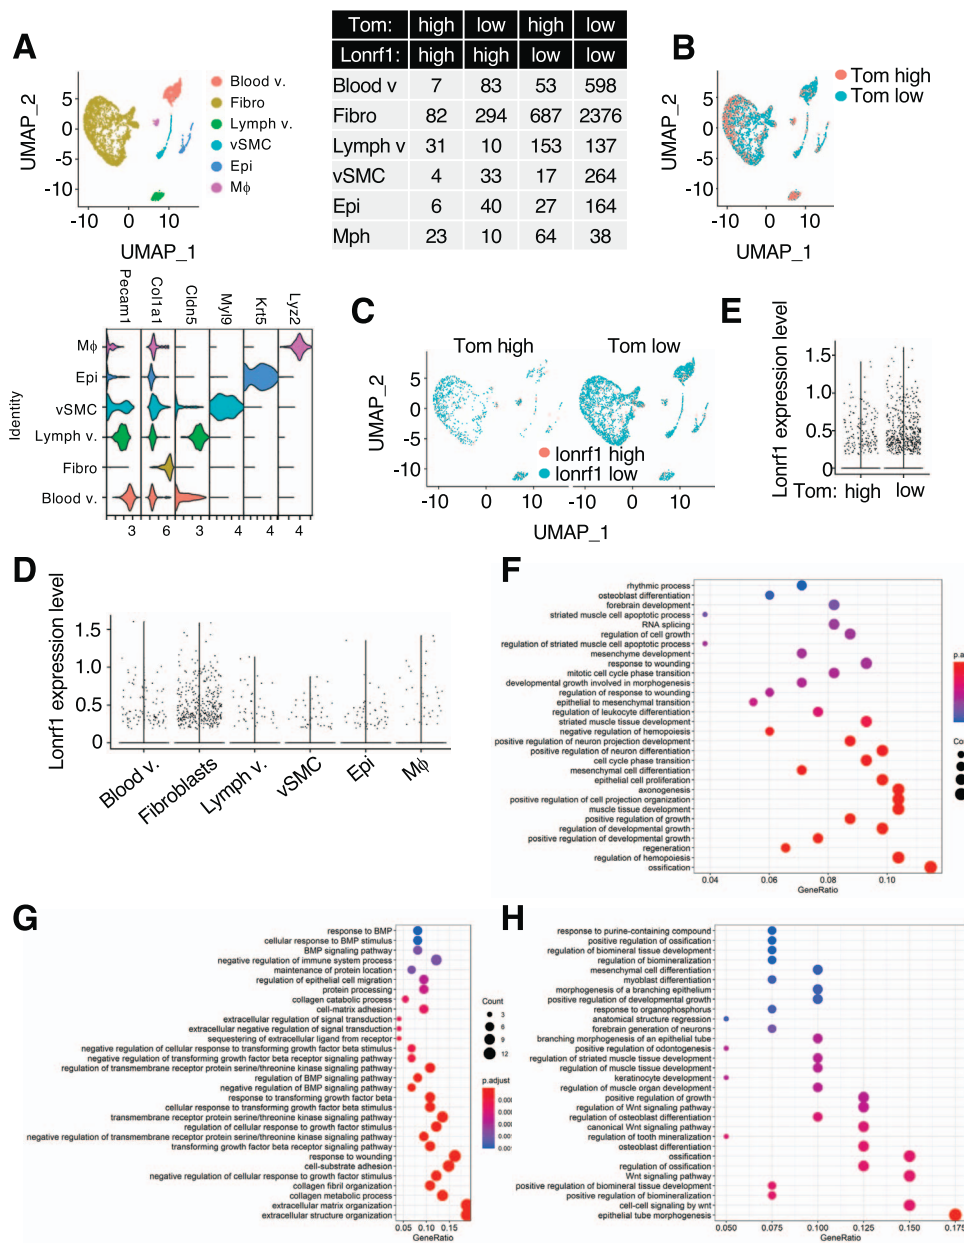 A
UMAP_2
5
0
-5
-10
-10
0
10
UMAP_1
Blood v.
Fibro
Lymph v.
vSMC
Epi
Mϕ
Tom: high low high low
Lonrf1: high high low low
Blood v 7 83 53 598
Fibro 82 294 687 2376
Lymph v 31 10 153 137
vSMC 4 33 17 264
Epi 6 40 27 164
Mph 23 10 64 38
B
UMAP_2
5
0
-5
-10
-10
0
10
UMAP_1
Tom high
Tom low
Pecam1
Col1a1
Cldn5
Myl9
Krt5
Lyz2
Identity
Mϕ
Epi
vSMC
Lymph v.
Fibro
Blood v.
3
6
3
4
4
4
C
Tom high
Tom low
UMAP_2
5
0
-5
-10
lonrf1 high
lonrf1 low
-10
0
10
-10
0
10
UMAP_1
E
Lonrf1 expression level
1.5
1.0
0.5
0
Tom: high low
D
Lonrf1 expression level
1.5
1.0
0.5
0
Blood v.
Fibroblasts
Lymph v.
vSMC
Epi
Mϕ
F
rhythmic process
osteoblast differentiation
forebrain development
striated muscle cell apoptotic process
RNA splicing
regulation of cell growth
regulation of striated muscle cell apoptotic process
mesenchyme development
response to wounding
mitotic cell cycle phase transition
developmental growth involved in morphogenesis
regulation of response to wounding
epithelial to mesenchymal transition
regulation of leukocyte differentiation
striated muscle tissue development
negative regulation of hemopoiesis
positive regulation of neuron projection development
positive regulation of neuron differentiation
cell cycle phase transition
mesenchymal cell differentiation
epithelial cell proliferation
axonogenesis
positive regulation of cell projection organization
muscle tissue development
positive regulation of growth
regulation of developmental growth
positive regulation of developmental growth
regeneration
regulation of hemopoiesis
ossification
0.04
0.06
0.08
0.10
GeneRatio
p.a
Co
G
response to BMP
cellular response to BMP stimulus
BMP signaling pathway
negative regulation of immune system process
maintenance of protein location
regulation of epithelial cell migration
protein processing
collagen catabolic process
cell-matrix adhesion
extracellular regulation of signal transduction
extracellular negative regulation of signal transduction
sequestering of extracellular ligand from receptor
negative regulation of cellular response to transforming growth factor beta stimulus
negative regulation of transforming growth factor beta receptor signaling pathway
regulation of transmembrane receptor protein serine/threonine kinase signaling pathway
regulation of BMP signaling pathway
negative regulation of BMP signaling pathway
response to transforming growth factor beta
cellular response to transforming growth factor beta stimulus
transmembrane receptor protein serine/threonine kinase signaling pathway
regulation of cellular response to growth factor stimulus
negative regulation of transmembrane receptor protein serine/threonine kinase signaling pathway
transforming growth factor beta receptor signaling pathway
response to wounding
cell-substrate adhesion
negative regulation of cellular response to growth factor stimulus
collagen fibril organization
collagen metabolic process
extracellular matrix organization
extracellular structure organization
0.05
0.10
0.15
GeneRatio
Count
3
6
9
12
p.adjust
0.001
0.001
0.000
0.00
H
response to purine-containing compound
positive regulation of ossification
regulation of biomineral tissue development
regulation of biomineralization
mesenchymal cell differentiation
myoblast differentiation
morphogenesis of a branching epithelium
positive regulation of developmental growth
response to organophosphorus
anatomical structure regression
forebrain generation of neurons
branching morphogenesis of an epithelial tube
positive regulation of odontogenesis
regulation of striated muscle tissue development
regulation of muscle tissue development
keratinocyte development
regulation of muscle organ development
positive regulation of growth
regulation of Wnt signaling pathway
regulation of osteoblast differentiation
canonical Wnt signaling pathway
regulation of tooth mineralization
osteoblast differentiation
ossification
regulation of ossification
Wnt signaling pathway
positive regulation of biomineral tissue development
positive regulation of biomineralization
cell-cell signaling by wnt
epithelial tube morphogenesis
0.050
0.075
0.100
0.125
0.150
0.175
GeneRatio